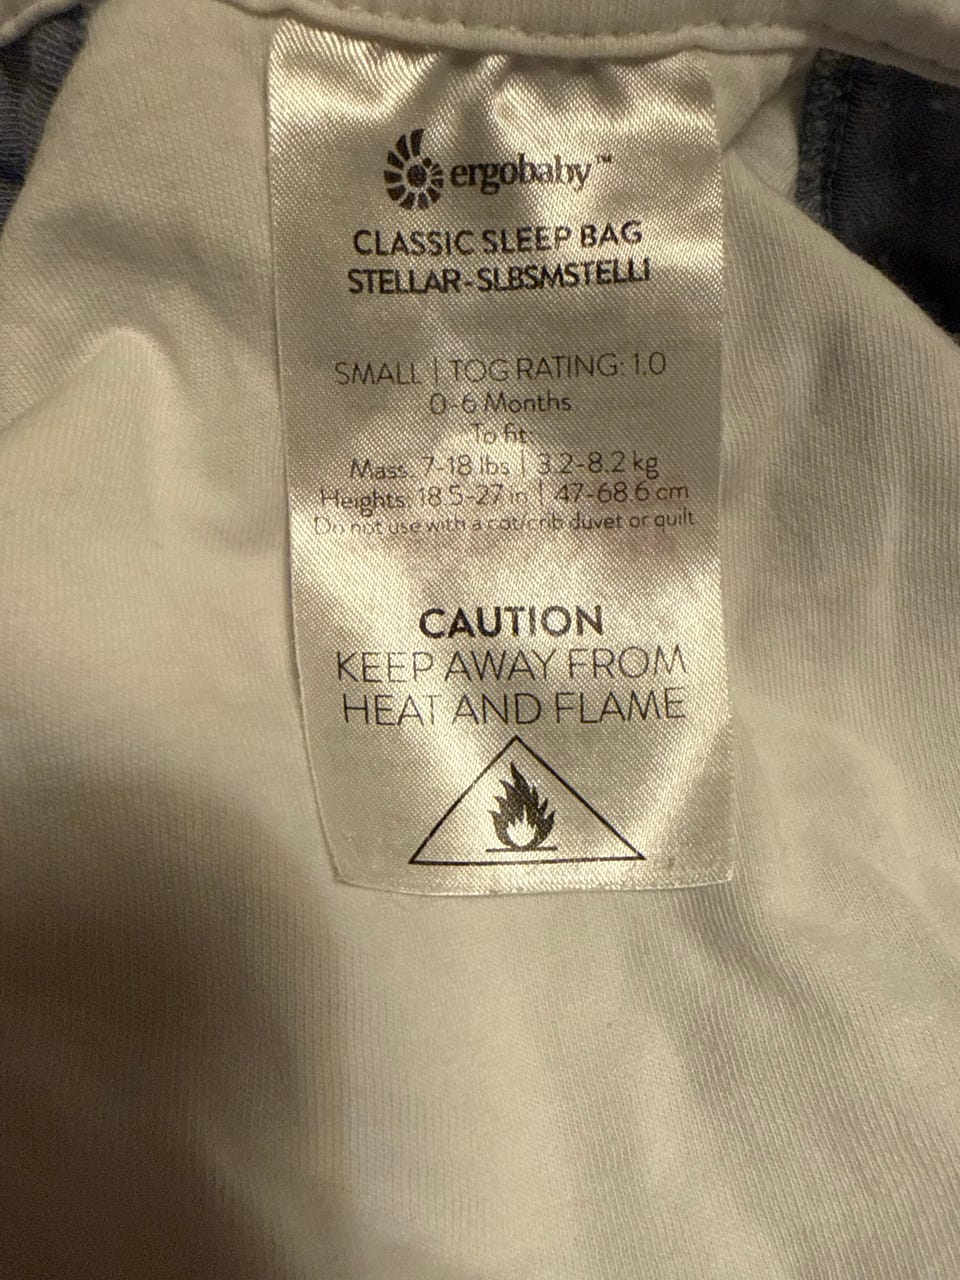 ergobaby™
CLASSIC SLEEP BAG
STELLAR-SLBSMSTELL1
SMALL | TOG RATING: 1.0
0-6 Months
To fit:
Mass: 7-18 lbs | 3.2-8.2 kg
Heights: 18.5-27 in | 47-68.6 cm
Do not use with a cot/crib duvet or quilt
CAUTION
KEEP AWAY FROM
HEAT AND FLAME